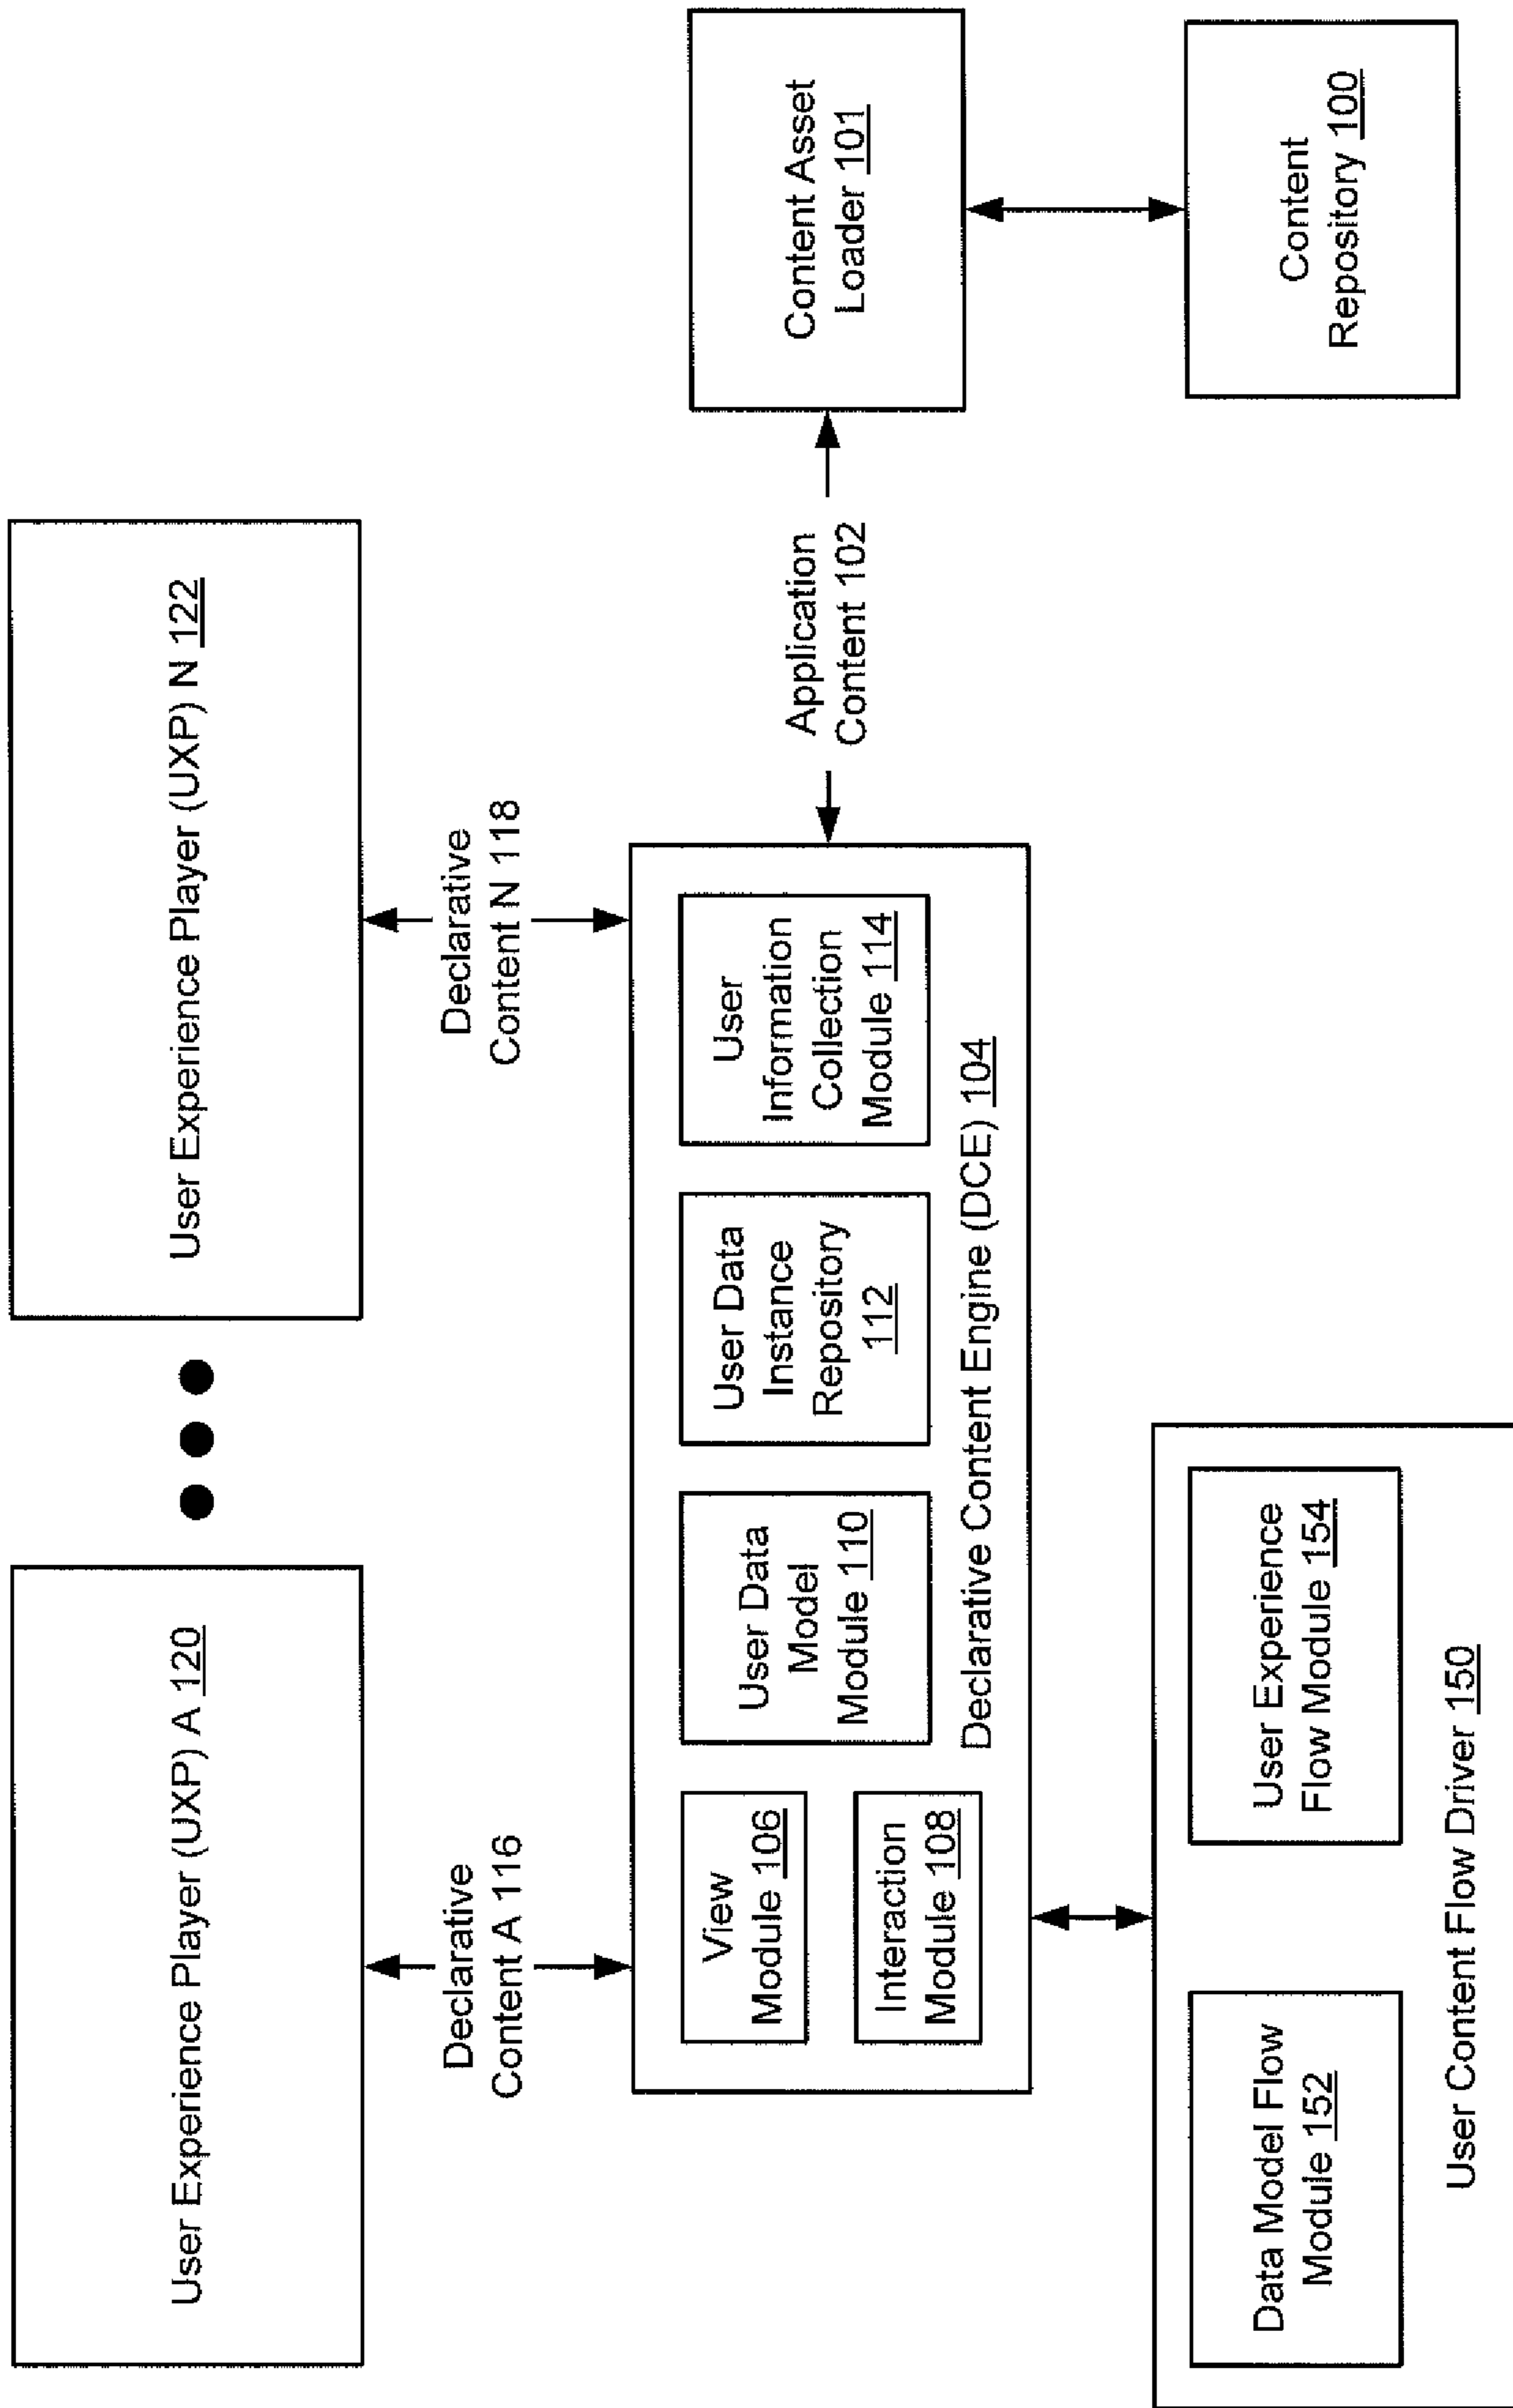 User Experience Player (UXP) A 120
User Experience Player (UXP) N 122
Declarative
Content A 116
Declarative
Content N 118
View
Module 106
Interaction
Module 108
User Data
Model
Module 110
User Data
Instance
Repository
112
User
Information
Collection
Module 114
Declarative Content Engine (DCE) 104
Application
Content 102
Content Asset
Loader 101
Content
Repository 100
Data Model Flow
Module 152
User Experience
Flow Module 154
User Content Flow Driver 150